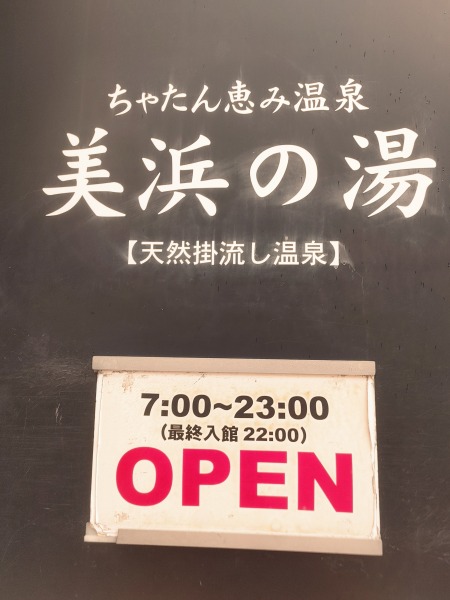 ちゃたん恵み温泉
美浜の湯
【天然掛流し温泉】
7:00~23:00
(最終入館 22:00)
OPEN